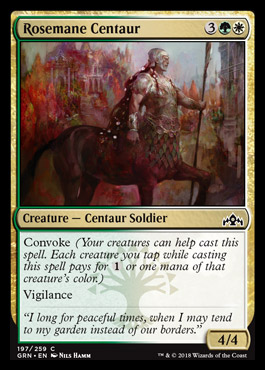 Rosemane Centaur 3
Creature — Centaur Soldier
Convoke (Your creatures can help cast this
spell. Each creature you tap while casting
this spell pays for 1 or one mana of that
creature's color.)
Vigilance
"I long for peaceful times, when I may tend
to my garden instead of our borders."
4/4
197/259 C
GRN • EN Nils Hamm
™ & © 2018 Wizards of the Coast